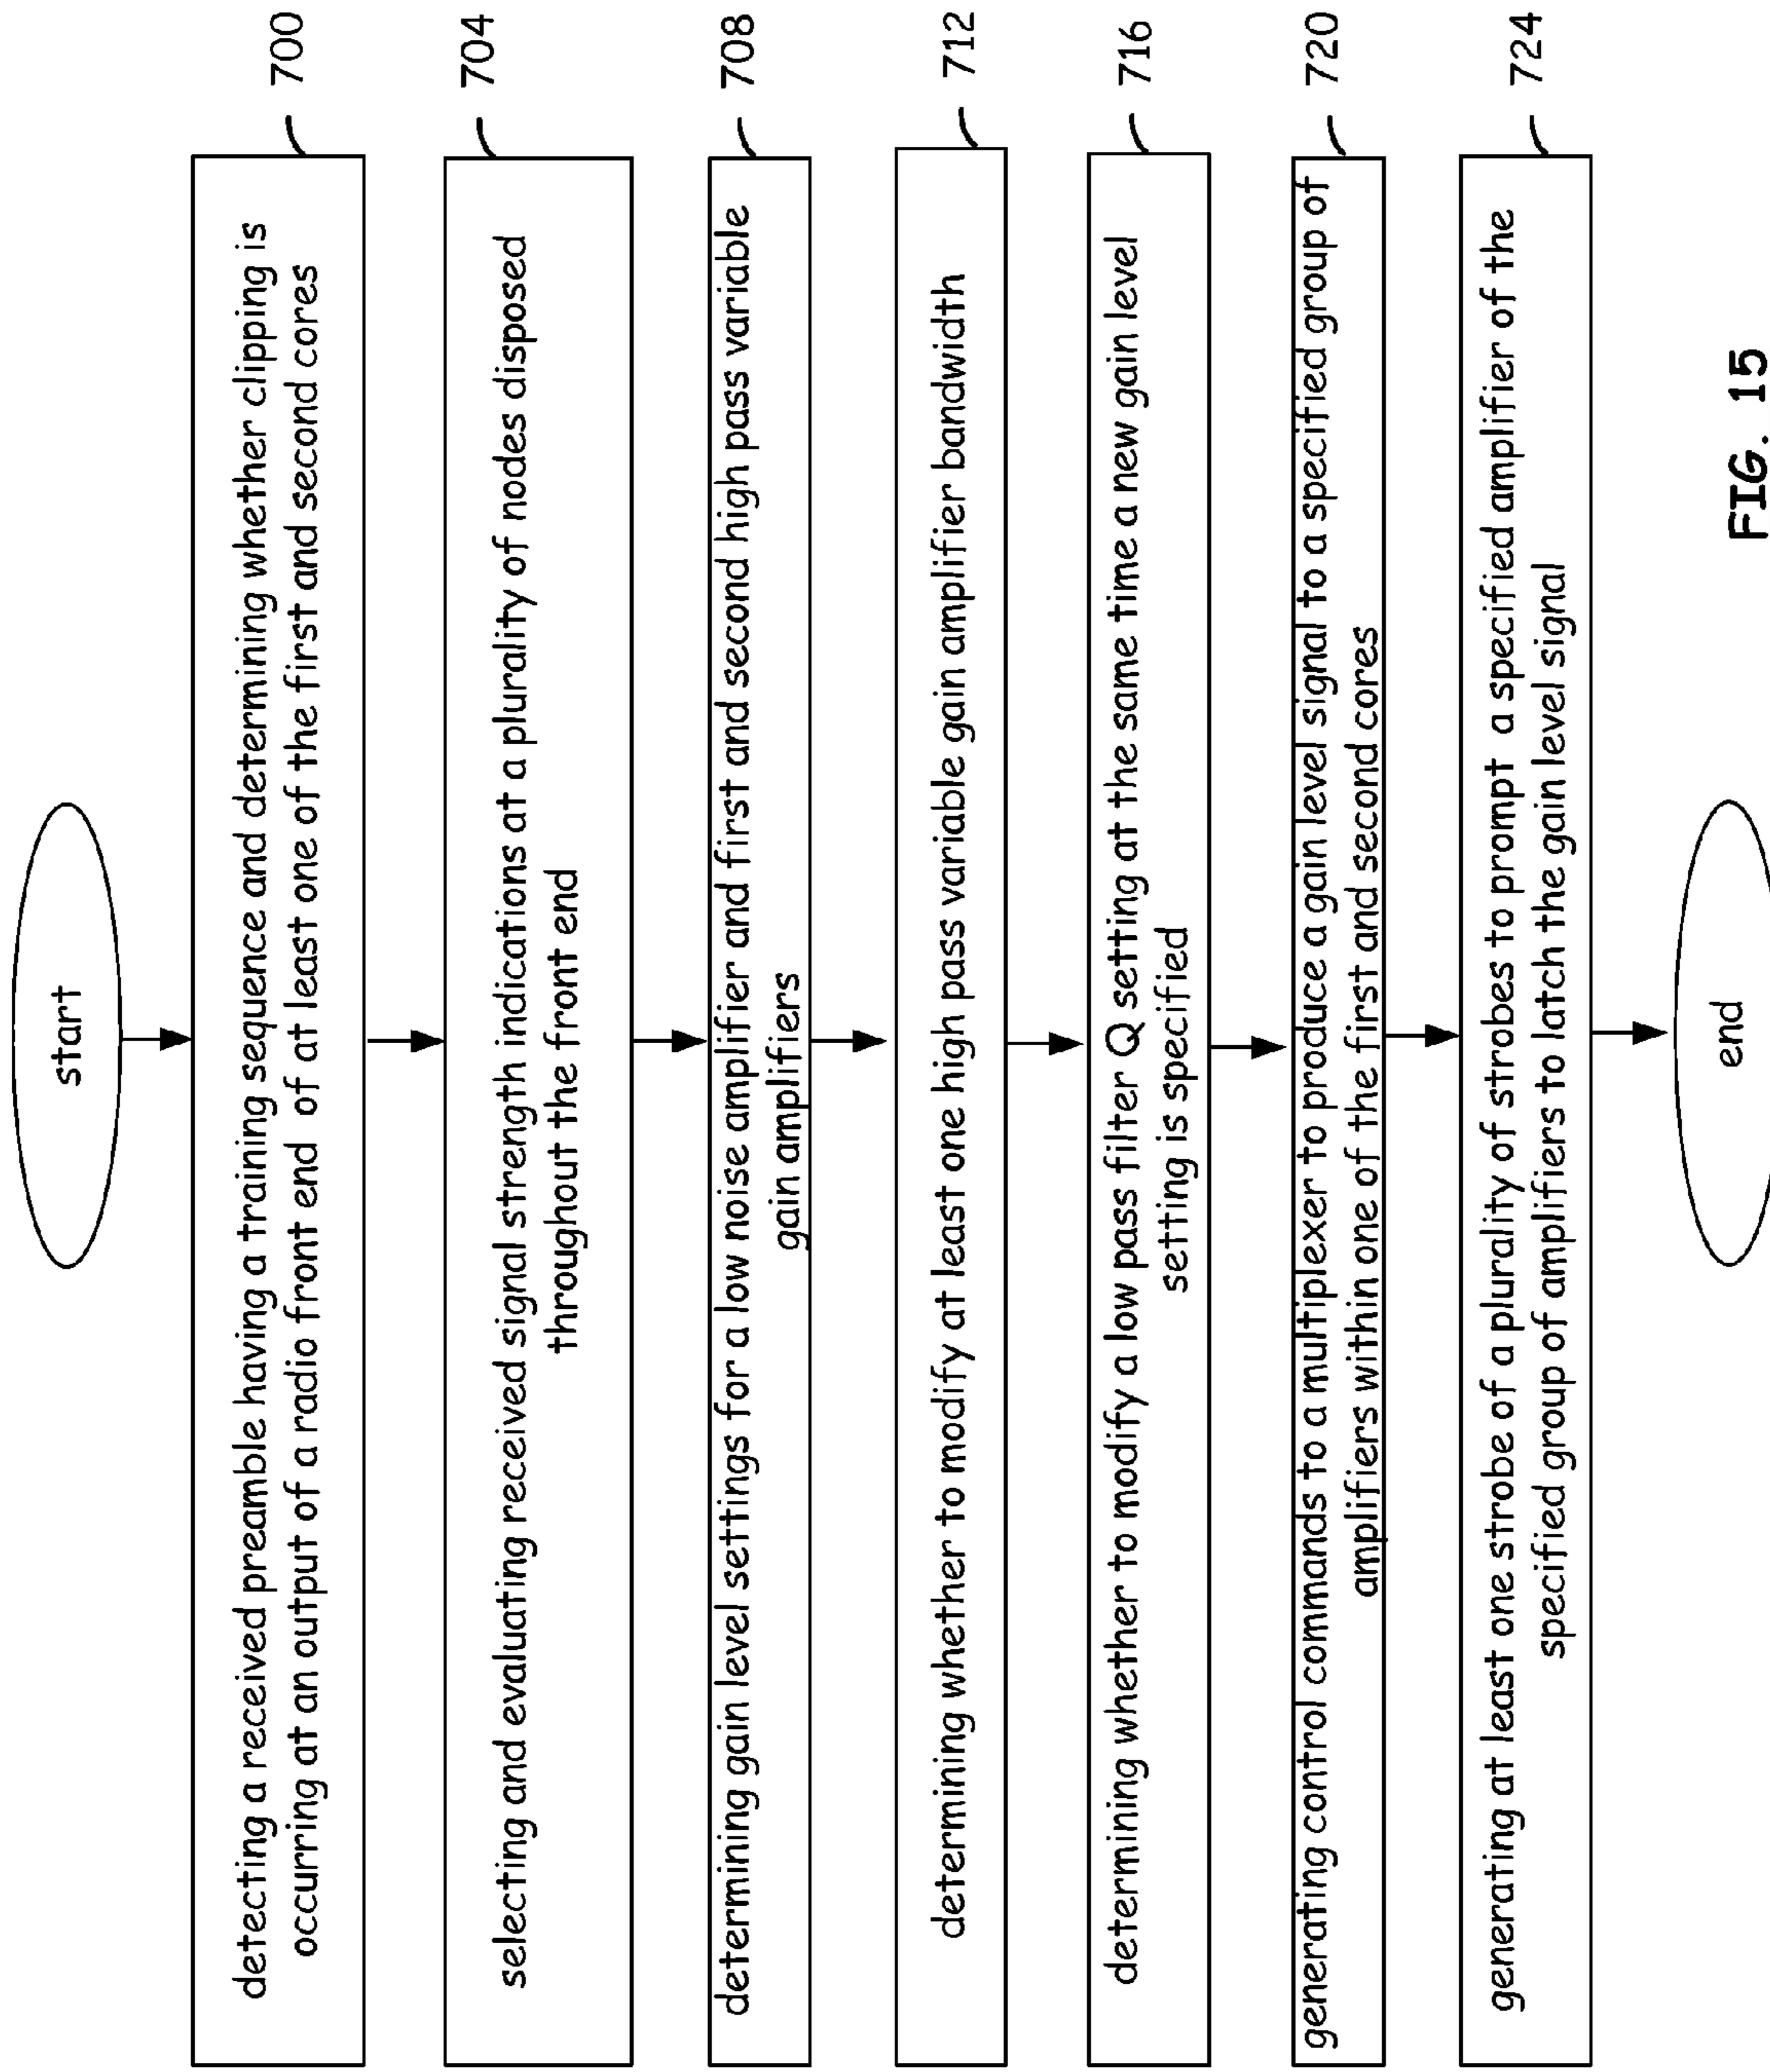 start
detecting a received preamble having a training sequence and determining whether clipping is
occurring at an output of a radio front end of at least one of the first and second cores
700
selecting and evaluating received signal strength indications at a plurality of nodes disposed
throughout the front end
704
determining gain level settings for a low noise amplifier and first and second high pass variable
gain amplifiers
708
determining whether to modify at least one high pass variable gain amplifier bandwidth
712
determining whether to modify a low pass filter Q setting at the same time a new gain level
setting is specified
716
generating control commands to a multiplexer to produce a gain level signal to a specified group of
amplifiers within one of the first and second cores
720
generating at least one strobe of a plurality of strobes to prompt a specified amplifier of the
specified group of amplifiers to latch the gain level signal
724
end
FIG. 15